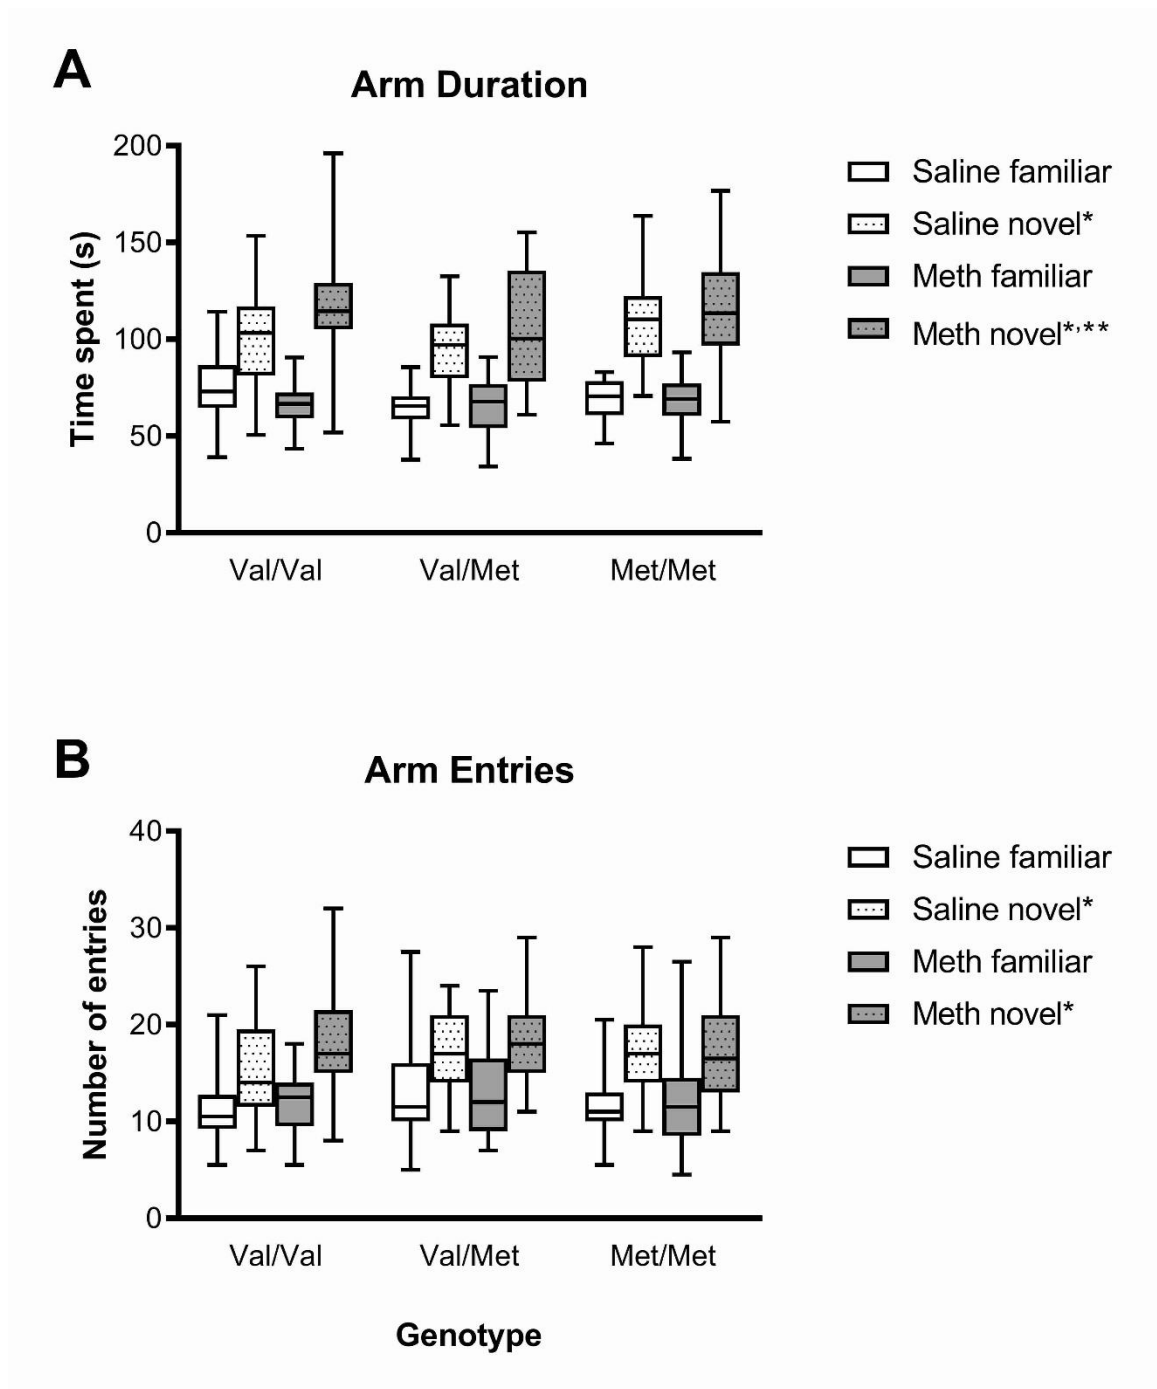 A
Arm Duration
Time spent (s)
200
150
100
50
0
Val/Val
Val/Met
Met/Met
Saline familiar
Saline novel*
Meth familiar
Meth novel*,**
B
Arm Entries
Number of entries
40
30
20
10
0
Val/Val
Val/Met
Met/Met
Genotype
Saline familiar
Saline novel*
Meth familiar
Meth novel*